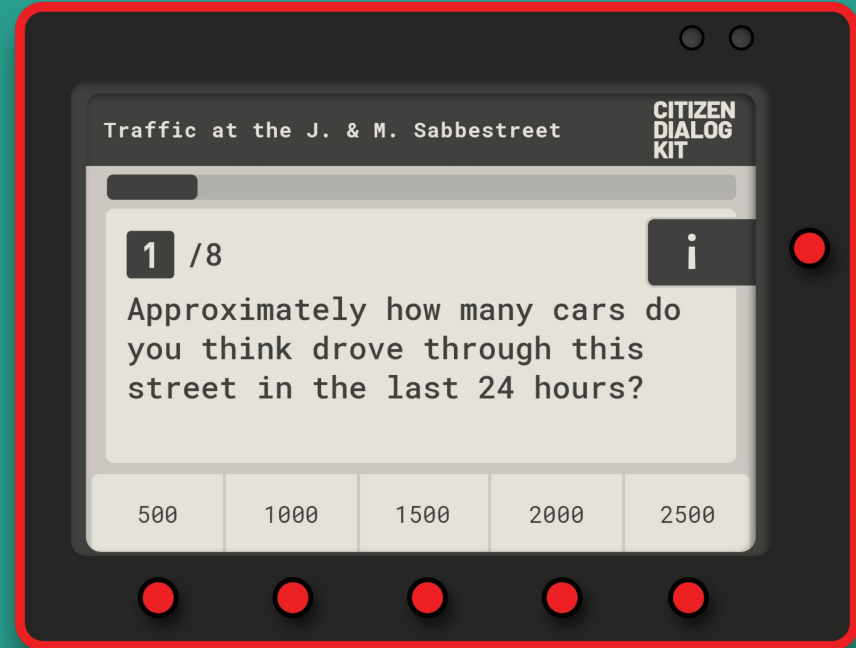 Traffic at the J. & M. Sabbestreet
CITIZEN
DIALOG
KIT
1 /8
i
Approximately how many cars do
you think drove through this
street in the last 24 hours?
500 1000 1500 2000 2500